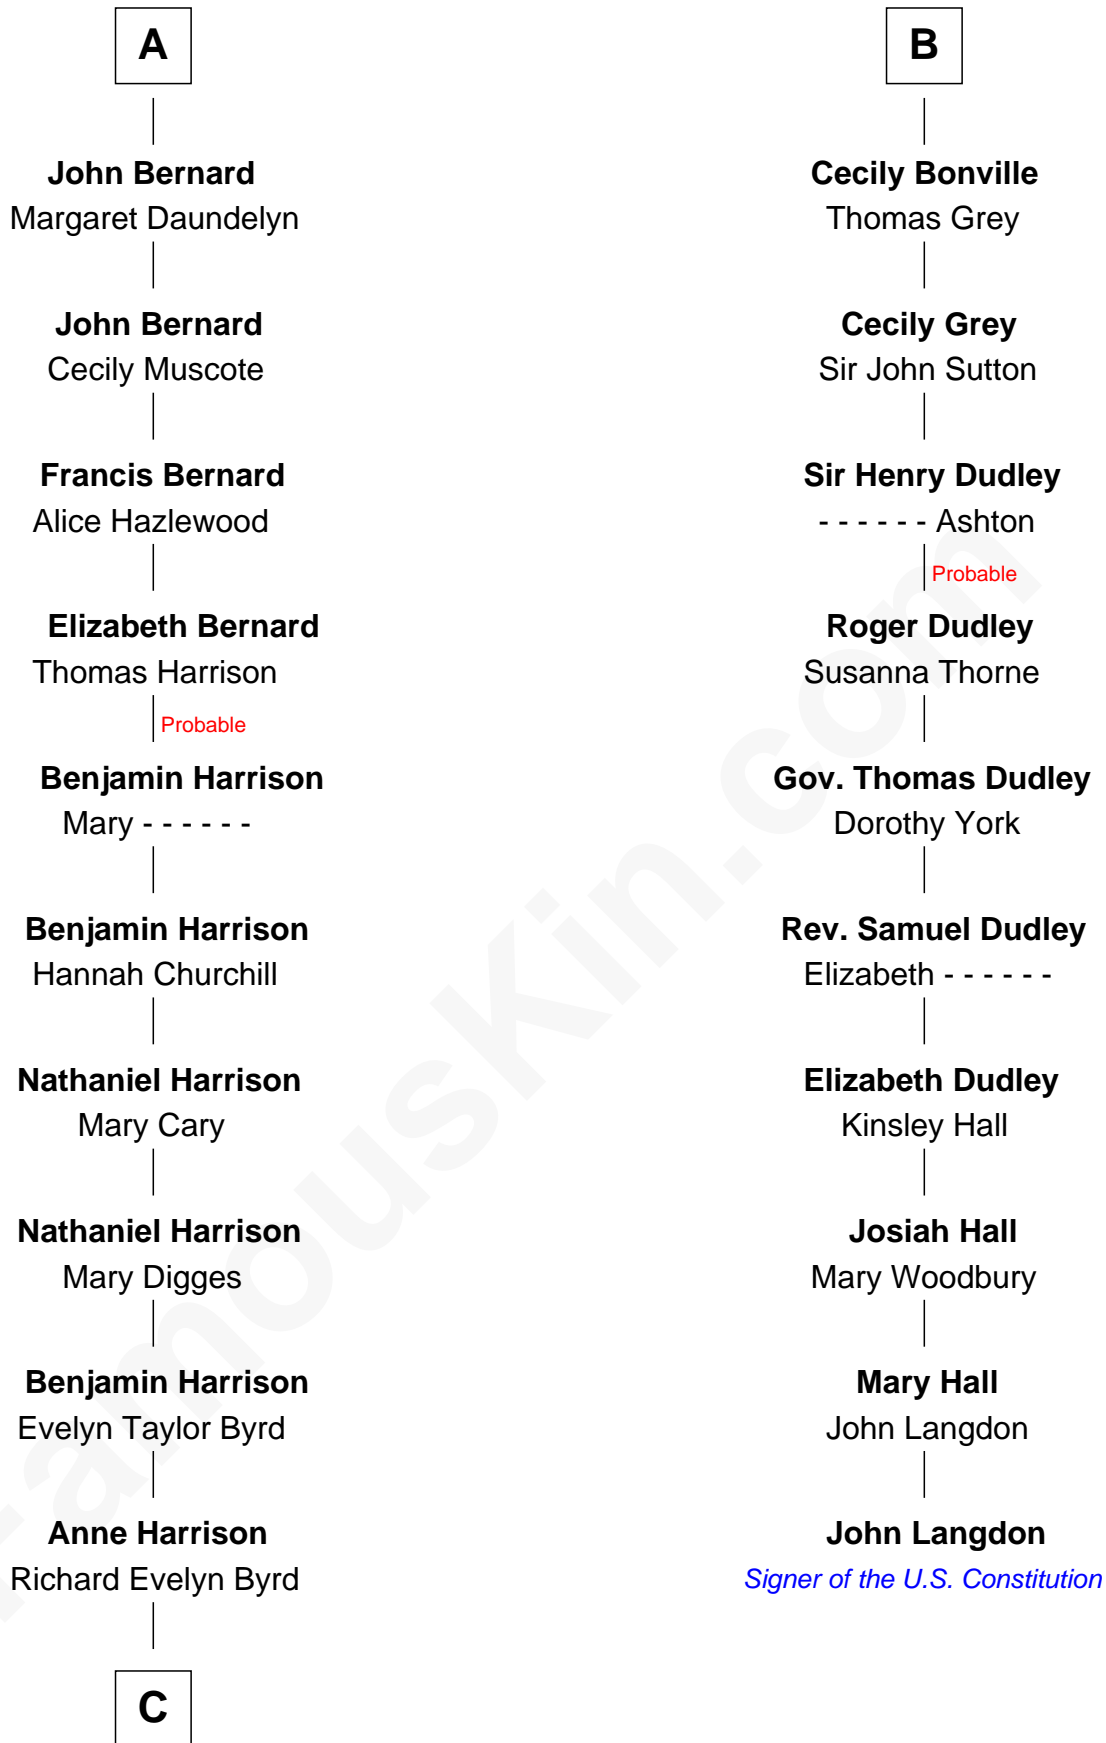 A
John Bernard
Margaret Daundelyn
John Bernard
Cecily Muscote
Francis Bernard
Alice Hazlewood
Elizabeth Bernard
Thomas Harrison
Probable
Benjamin Harrison
Mary - - - - - -
Benjamin Harrison
Hannah Churchill
Nathaniel Harrison
Mary Cary
Nathaniel Harrison
Mary Digges
Benjamin Harrison
Evelyn Taylor Byrd
Anne Harrison
Richard Evelyn Byrd
C
B
Cecily Bonville
Thomas Grey
Cecily Grey
Sir John Sutton
Sir Henry Dudley
- - - - - - Ashton
Probable
Roger Dudley
Susanna Thorne
Gov. Thomas Dudley
Dorothy York
Rev. Samuel Dudley
Elizabeth - - - - - -
Elizabeth Dudley
Kinsley Hall
Josiah Hall
Mary Woodbury
Mary Hall
John Langdon
John Langdon
Signer of the U.S. Constitution
FamousKin.com